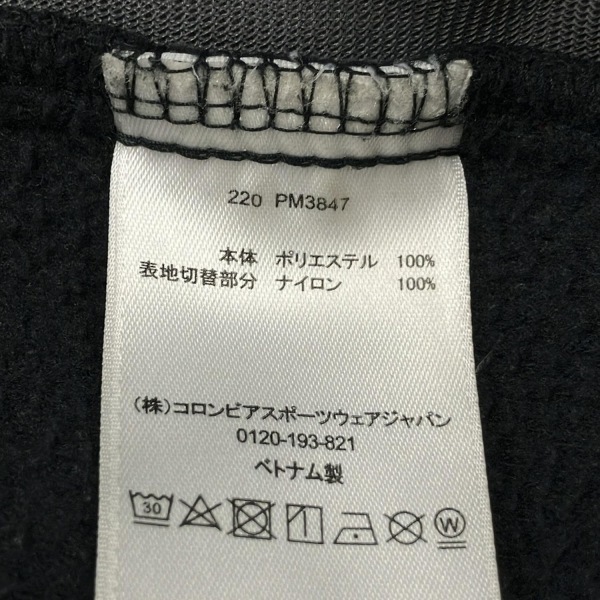 220 PM3847
本体 ポリエステル 100%
表地切替部分 ナイロン 100%
(株)コロンビアスポーツウェアジャパン
0120-193-821
ベトナム製
30 W